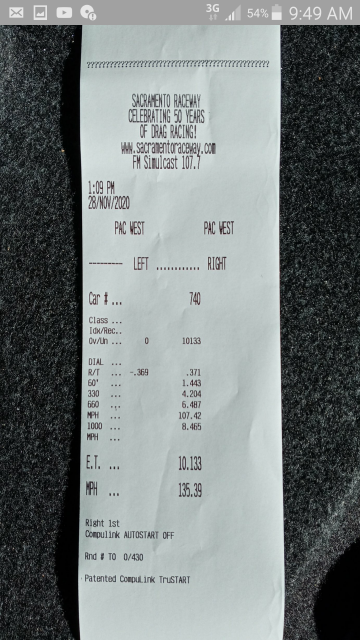 3G 54% 9:49 AM
????????????????????????????????????????
SACRAMENTO RACEWAY
CELEBRATING 50 YEARS
OF DRAG RACING!
www.sacramentoraceway.com
FM Simulcast 107.7
1:09 PM
28/NOV/2020
PAC WEST PAC WEST
--------- LEFT ............ RIGHT
Car # ... 740
Class ...
Idx/Rec..
Ov/Un ... 0 10133
DIAL ...
R/T ... -.369 .371
60' ... 1.443
330 ... 4.204
660 ... 6.487
MPH ... 107.42
1000 ... 8.465
MPH ...
E.T. ... 10.133
MPH ... 135.39
Right 1st
Compulink AUTOSTART OFF
Rnd # TO 0/430
Patented CompuLink TruSTART